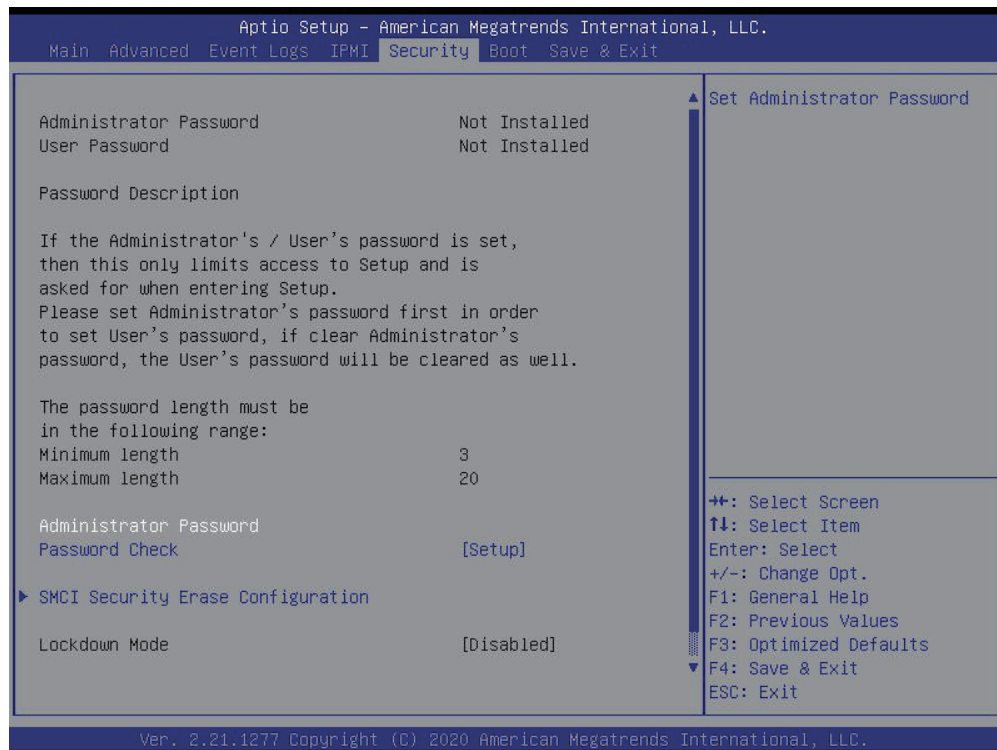 Aptio Setup – American Megatrends International, LLC.
Main Advanced Event Logs IPMI Security Boot Save & Exit
Administrator Password Not Installed
User Password Not Installed
Password Description
If the Administrator's / User's password is set,
then this only limits access to Setup and is
asked for when entering Setup.
Please set Administrator's password first in order
to set User's password, if clear Administrator's
password, the User's password will be cleared as well.
The password length must be
in the following range:
Minimum length 3
Maximum length 20
Administrator Password
Password Check [Setup]
SMCI Security Erase Configuration
Lockdown Mode [Disabled]
Set Administrator Password
→←: Select Screen
↑↓: Select Item
Enter: Select
+/-: Change Opt.
F1: General Help
F2: Previous Values
F3: Optimized Defaults
F4: Save & Exit
ESC: Exit
Ver. 2.21.1277 Copyright (C) 2020 American Megatrends International, LLC.